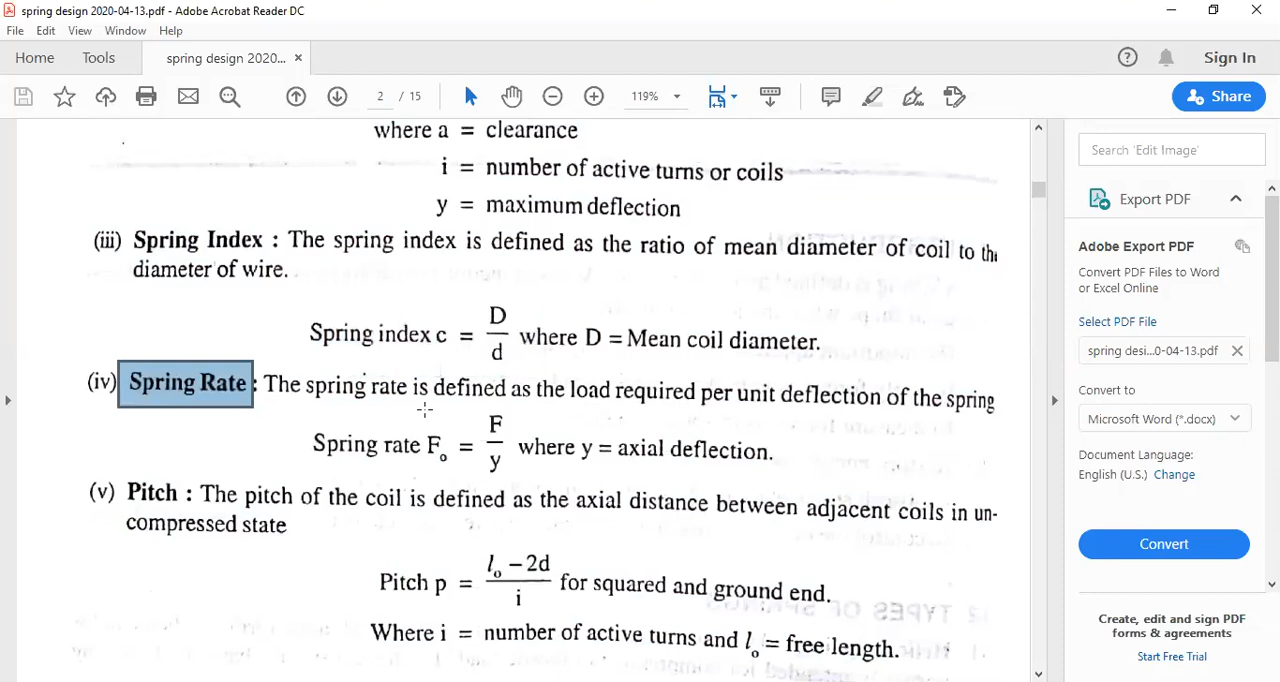 spring design 2020-04-13.pdf - Adobe Acrobat Reader DC
File Edit View Window Help
Home Tools spring design 2020... × Sign In
2 / 15 119% Share
where a = clearance
i = number of active turns or coils
y = maximum deflection
(iii) Spring Index : The spring index is defined as the ratio of mean diameter of coil to the
diameter of wire.
Spring index c = D/d where D = Mean coil diameter.
(iv) Spring Rate : The spring rate is defined as the load required per unit deflection of the spring
Spring rate Fo = F/y where y = axial deflection.
(v) Pitch : The pitch of the coil is defined as the axial distance between adjacent coils in un-
compressed state
Pitch p = lo – 2d / i for squared and ground end.
Where i = number of active turns and lo = free length.
Search 'Edit Image'
Export PDF
Adobe Export PDF
Convert PDF Files to Word
or Excel Online
Select PDF File
spring desi...0-04-13.pdf
Convert to
Microsoft Word (*.docx)
Document Language:
English (U.S.) Change
Convert
Create, edit and sign PDF
forms & agreements
Start Free Trial